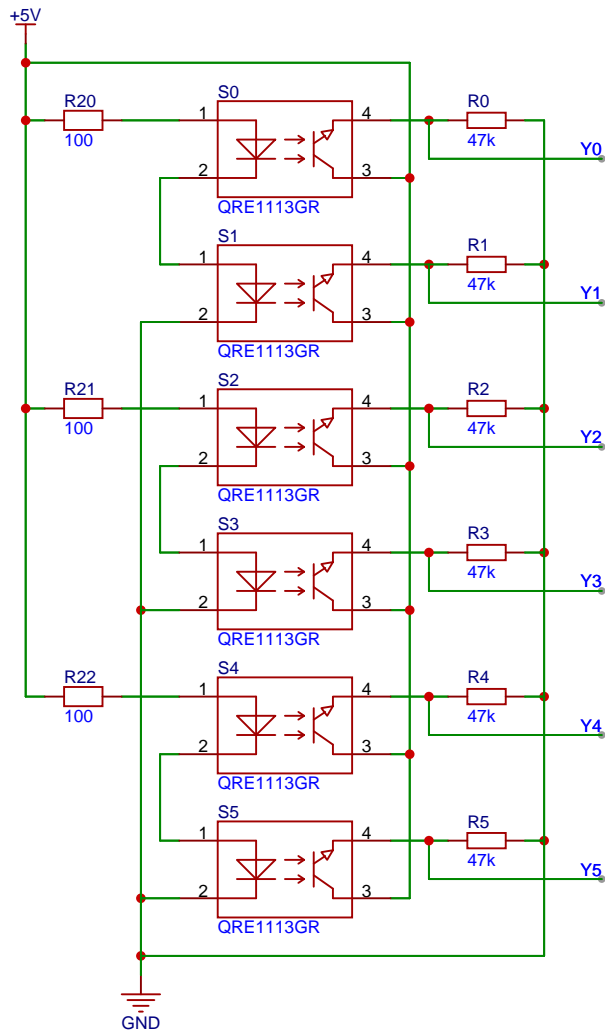 +5V
S0
R20
1
4
R0
100
47k
Y0
2
3
QRE1113GR
S1
1
4
R1
47k
Y1
2
3
QRE1113GR
S2
R21
1
4
R2
100
47k
Y2
2
3
QRE1113GR
S3
1
4
R3
47k
Y3
2
3
QRE1113GR
S4
R22
1
4
R4
100
47k
Y4
2
3
QRE1113GR
S5
1
4
R5
47k
Y5
2
3
QRE1113GR
GND